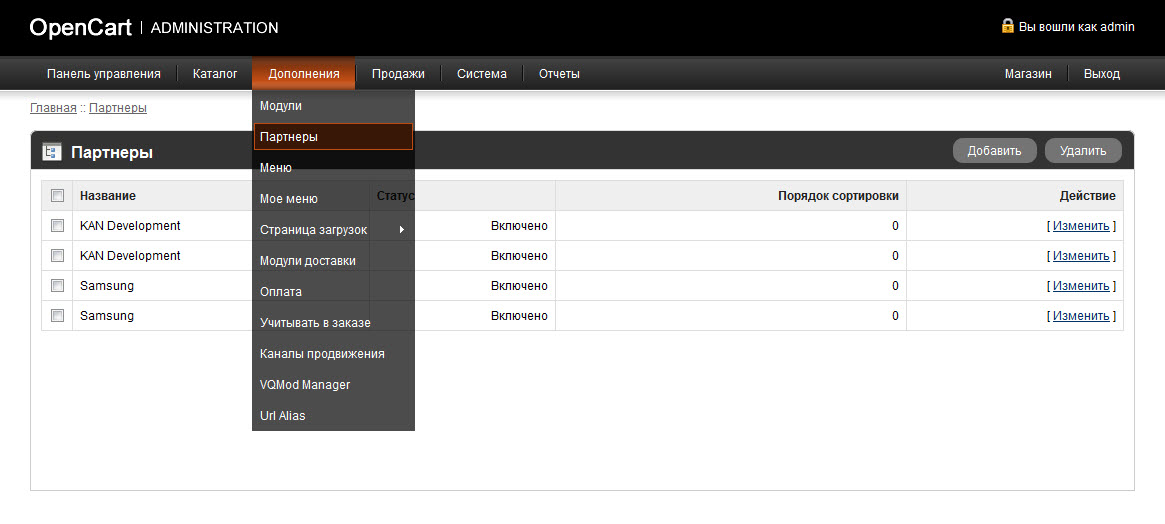 OpenCart | ADMINISTRATION Вы вошли как admin
Панель управления Каталог Дополнения Продажи Система Отчеты Магазин Выход
Главная :: Партнеры
Модули
Партнеры
Меню
Мое меню
Страница загрузок
Модули доставки
Оплата
Учитывать в заказе
Каналы продвижения
VQMod Manager
Url Alias
Партнеры Добавить Удалить
Название Статус Порядок сортировки Действие
KAN Development Включено 0 [ Изменить ]
KAN Development Включено 0 [ Изменить ]
Samsung Включено 0 [ Изменить ]
Samsung Включено 0 [ Изменить ]